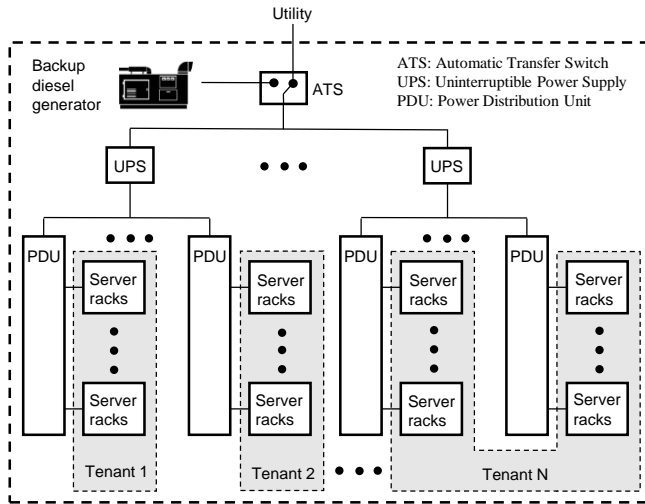 Utility
Backup
diesel
generator
ATS
ATS: Automatic Transfer Switch
UPS: Uninterruptible Power Supply
PDU: Power Distribution Unit
UPS
UPS
PDU
Server
racks
Server
racks
Tenant 1
PDU
Server
racks
Server
racks
Tenant 2
PDU
Server
racks
Server
racks
PDU
Server
racks
Server
racks
Tenant N